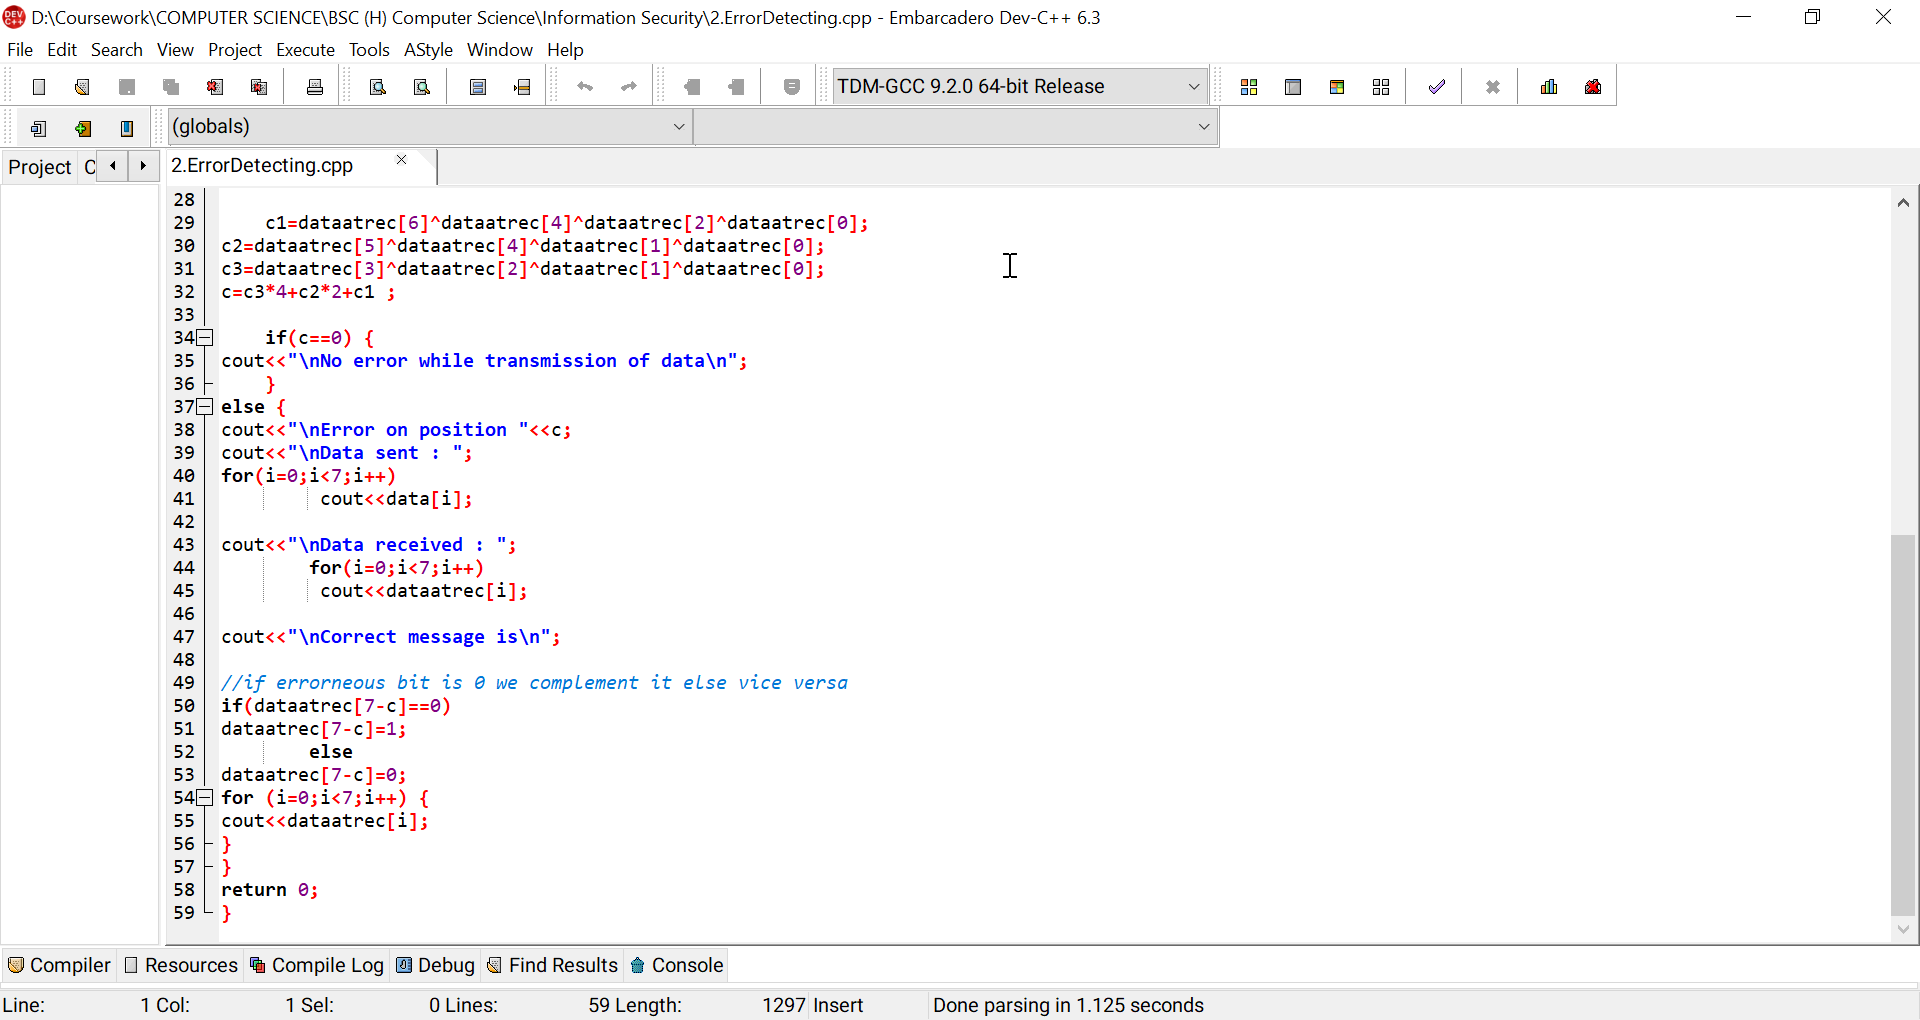 DEV C++ D:\Coursework\COMPUTER SCIENCE\BSC (H) Computer Science\Information Security\2.ErrorDetecting.cpp - Embarcadero Dev-C++ 6.3
File Edit Search View Project Execute Tools AStyle Window Help
TDM-GCC 9.2.0 64-bit Release
(globals)
Project C 2.ErrorDetecting.cpp
28
29 c1=dataatrec[6]^dataatrec[4]^dataatrec[2]^dataatrec[0];
30 c2=dataatrec[5]^dataatrec[4]^dataatrec[1]^dataatrec[0];
31 c3=dataatrec[3]^dataatrec[2]^dataatrec[1]^dataatrec[0];
32 c=c3*4+c2*2+c1 ;
33
34 if(c==0) {
35 cout<<"\nNo error while transmission of data\n";
36 }
37 else {
38 cout<<"\nError on position "<<c;
39 cout<<"\nData sent : ";
40 for(i=0;i<7;i++)
41 cout<<data[i];
42
43 cout<<"\nData received : ";
44 for(i=0;i<7;i++)
45 cout<<dataatrec[i];
46
47 cout<<"\nCorrect message is\n";
48
49 //if errorneous bit is 0 we complement it else vice versa
50 if(dataatrec[7-c]==0)
51 dataatrec[7-c]=1;
52 else
53 dataatrec[7-c]=0;
54 for (i=0;i<7;i++) {
55 cout<<dataatrec[i];
56 }
57 }
58 return 0;
59 }
Compiler Resources Compile Log Debug Find Results Console
Line: 1 Col: 1 Sel: 0 Lines: 59 Length: 1297 Insert Done parsing in 1.125 seconds